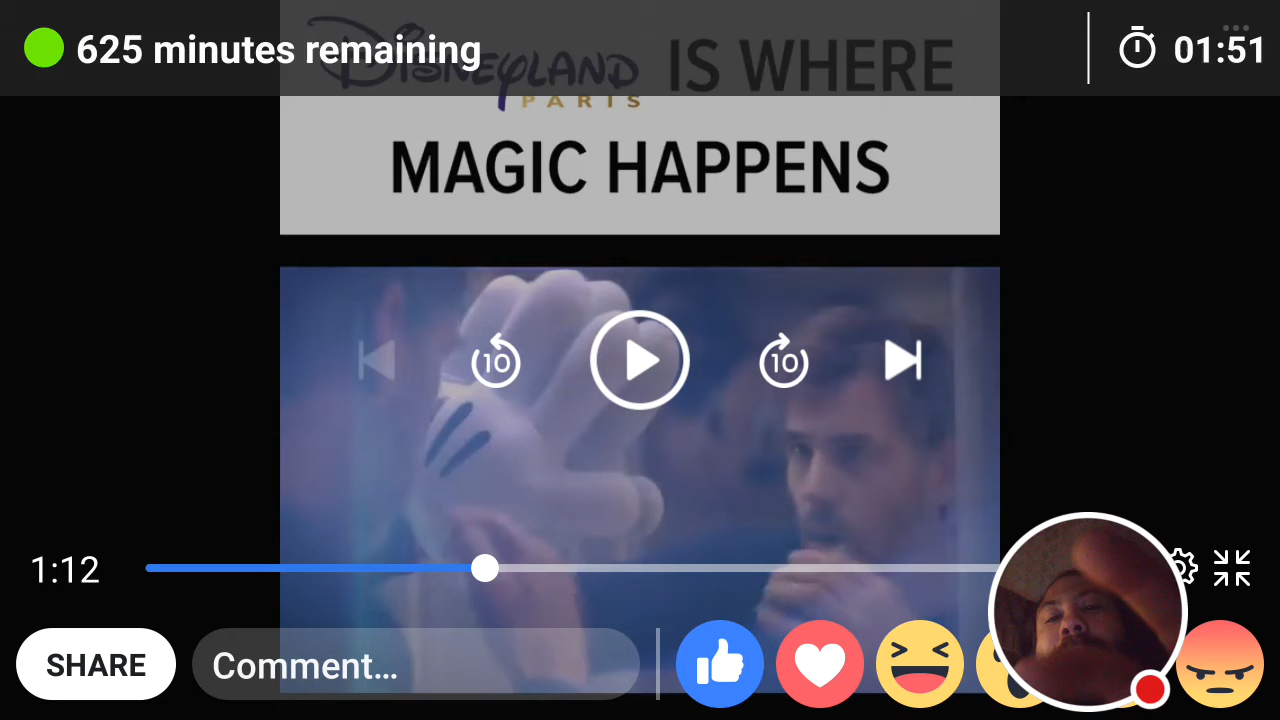 625 minutes remaining
01:51
DISNEYLAND IS WHERE
PARIS
MAGIC HAPPENS
10
10
1:12
SHARE
Comment...